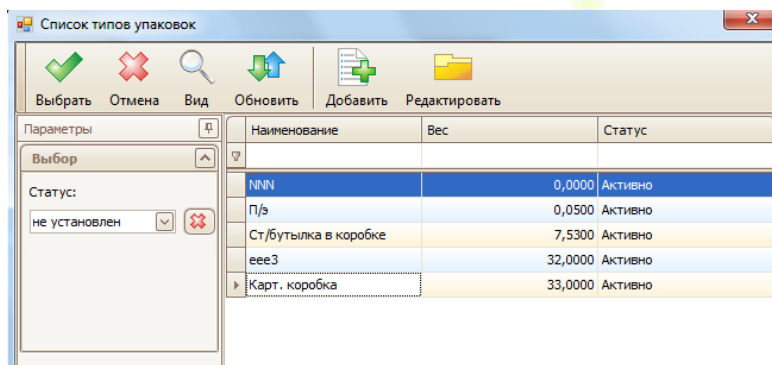 Список типов упаковок
Выбрать Отмена Вид Обновить Добавить Редактировать
Параметры
Выбор
Статус:
не установлен
Наименование Вес Статус
NNN 0,0000 Активно
П/э 0,0500 Активно
Ст/бутылка в коробке 7,5300 Активно
еее3 32,0000 Активно
Карт. коробка 33,0000 Активно